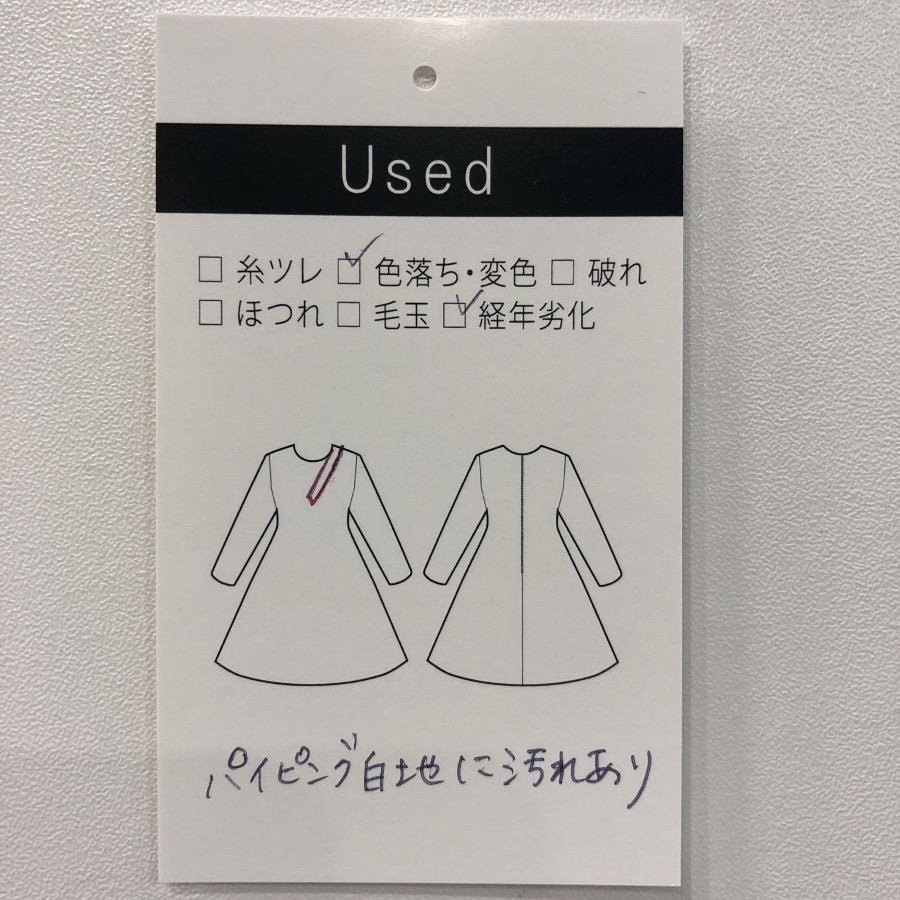 Used
□ 糸ツレ ☑ 色落ち・変色 □ 破れ
□ ほつれ □ 毛玉 ☑ 経年劣化
パイピング白地に汚れあり